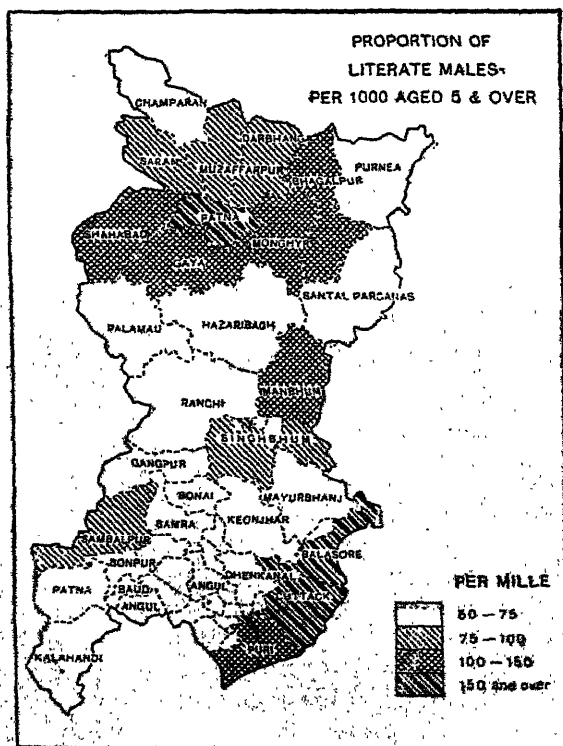 PROPORTION OF
LITERATE MALES
PER 1000 AGED 5 & OVER
CHAMPARAN
DARBHAN
SARAN
MUZAFFARPUR
BHAGALPUR
PURNEA
PATNA
SHAHABAD
MONGHYR
GAYA
SANTAL PARGANAS
PALAMAU
HAZARIBAGH
MANBHUM
RANCHI
SINGHBHUM
GANGPUR
BONAI
MAYURBHANJ
KEONJHAR
BAMRA
SAMBALPUR
BALASORE
SONPUR
DHENKANAL
PATNA
BAUD
ANGUL
CUTTACK
ANGUL
PURI
KALAHANDI
PER MILLE
50 — 75
75 — 100
100 — 150
150 and over